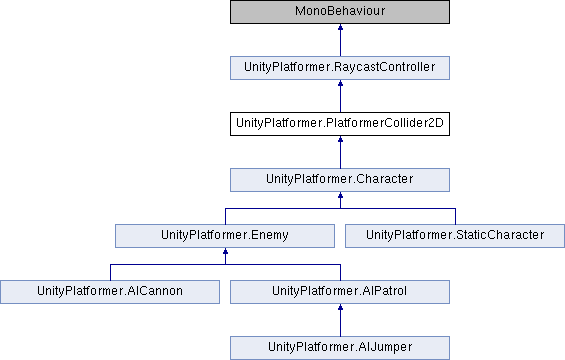 MonoBehaviour
UnityPlatformer.RaycastController
UnityPlatformer.PlatformerCollider2D
UnityPlatformer.Character
UnityPlatformer.Enemy
UnityPlatformer.StaticCharacter
UnityPlatformer.AICannon
UnityPlatformer.AIPatrol
UnityPlatformer.AIJumper